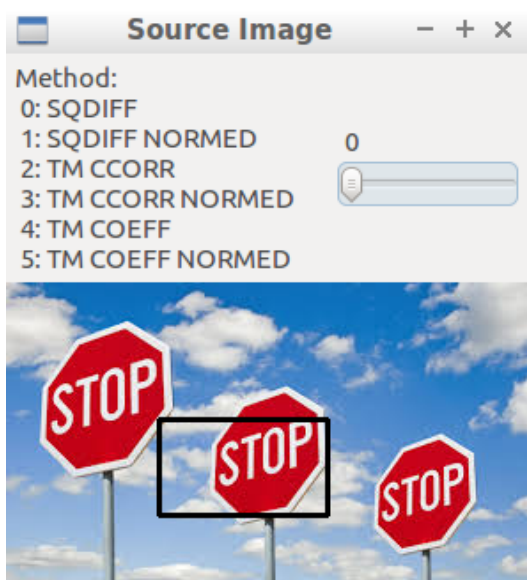 Source Image
Method:
0: SQDIFF
1: SQDIFF NORMED
0
2: TM CCORR
3: TM CCORR NORMED
4: TM COEFF
5: TM COEFF NORMED
STOP
STOP
STOP